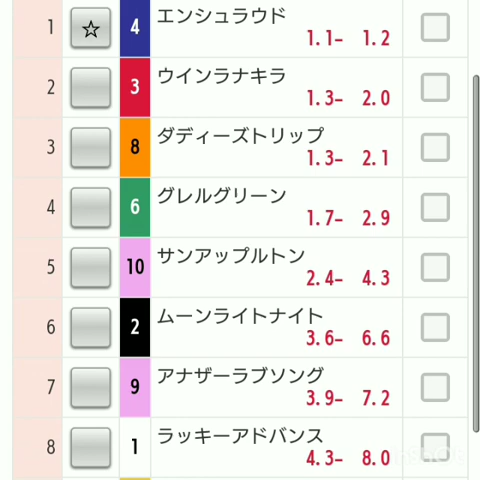 1 ☆ 4 エンシュラウド
1.1– 1.2
2 3 ウインラナキラ
1.3– 2.0
3 8 ダディーズトリップ
1.3– 2.1
4 6 グレルグリーン
1.7– 2.9
5 10 サンアップルトン
2.4– 4.3
6 2 ムーンライトナイト
3.6– 6.6
7 9 アナザーラブソング
3.9– 7.2
8 1 ラッキーアドバンス
4.3– 8.0